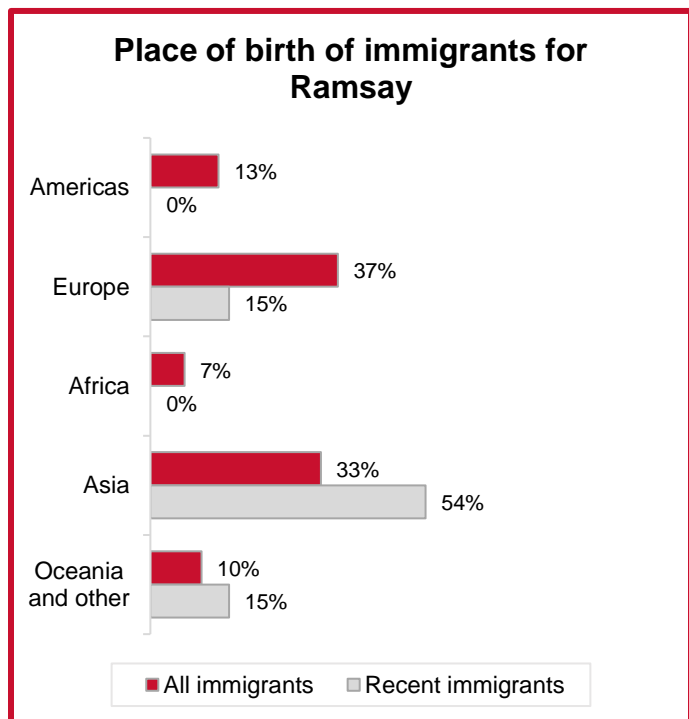 Place of birth of immigrants for
Ramsay
Americas
13%
0%
Europe
37%
15%
Africa
7%
0%
Asia
33%
54%
Oceania
and other
10%
15%
All immigrants
Recent immigrants